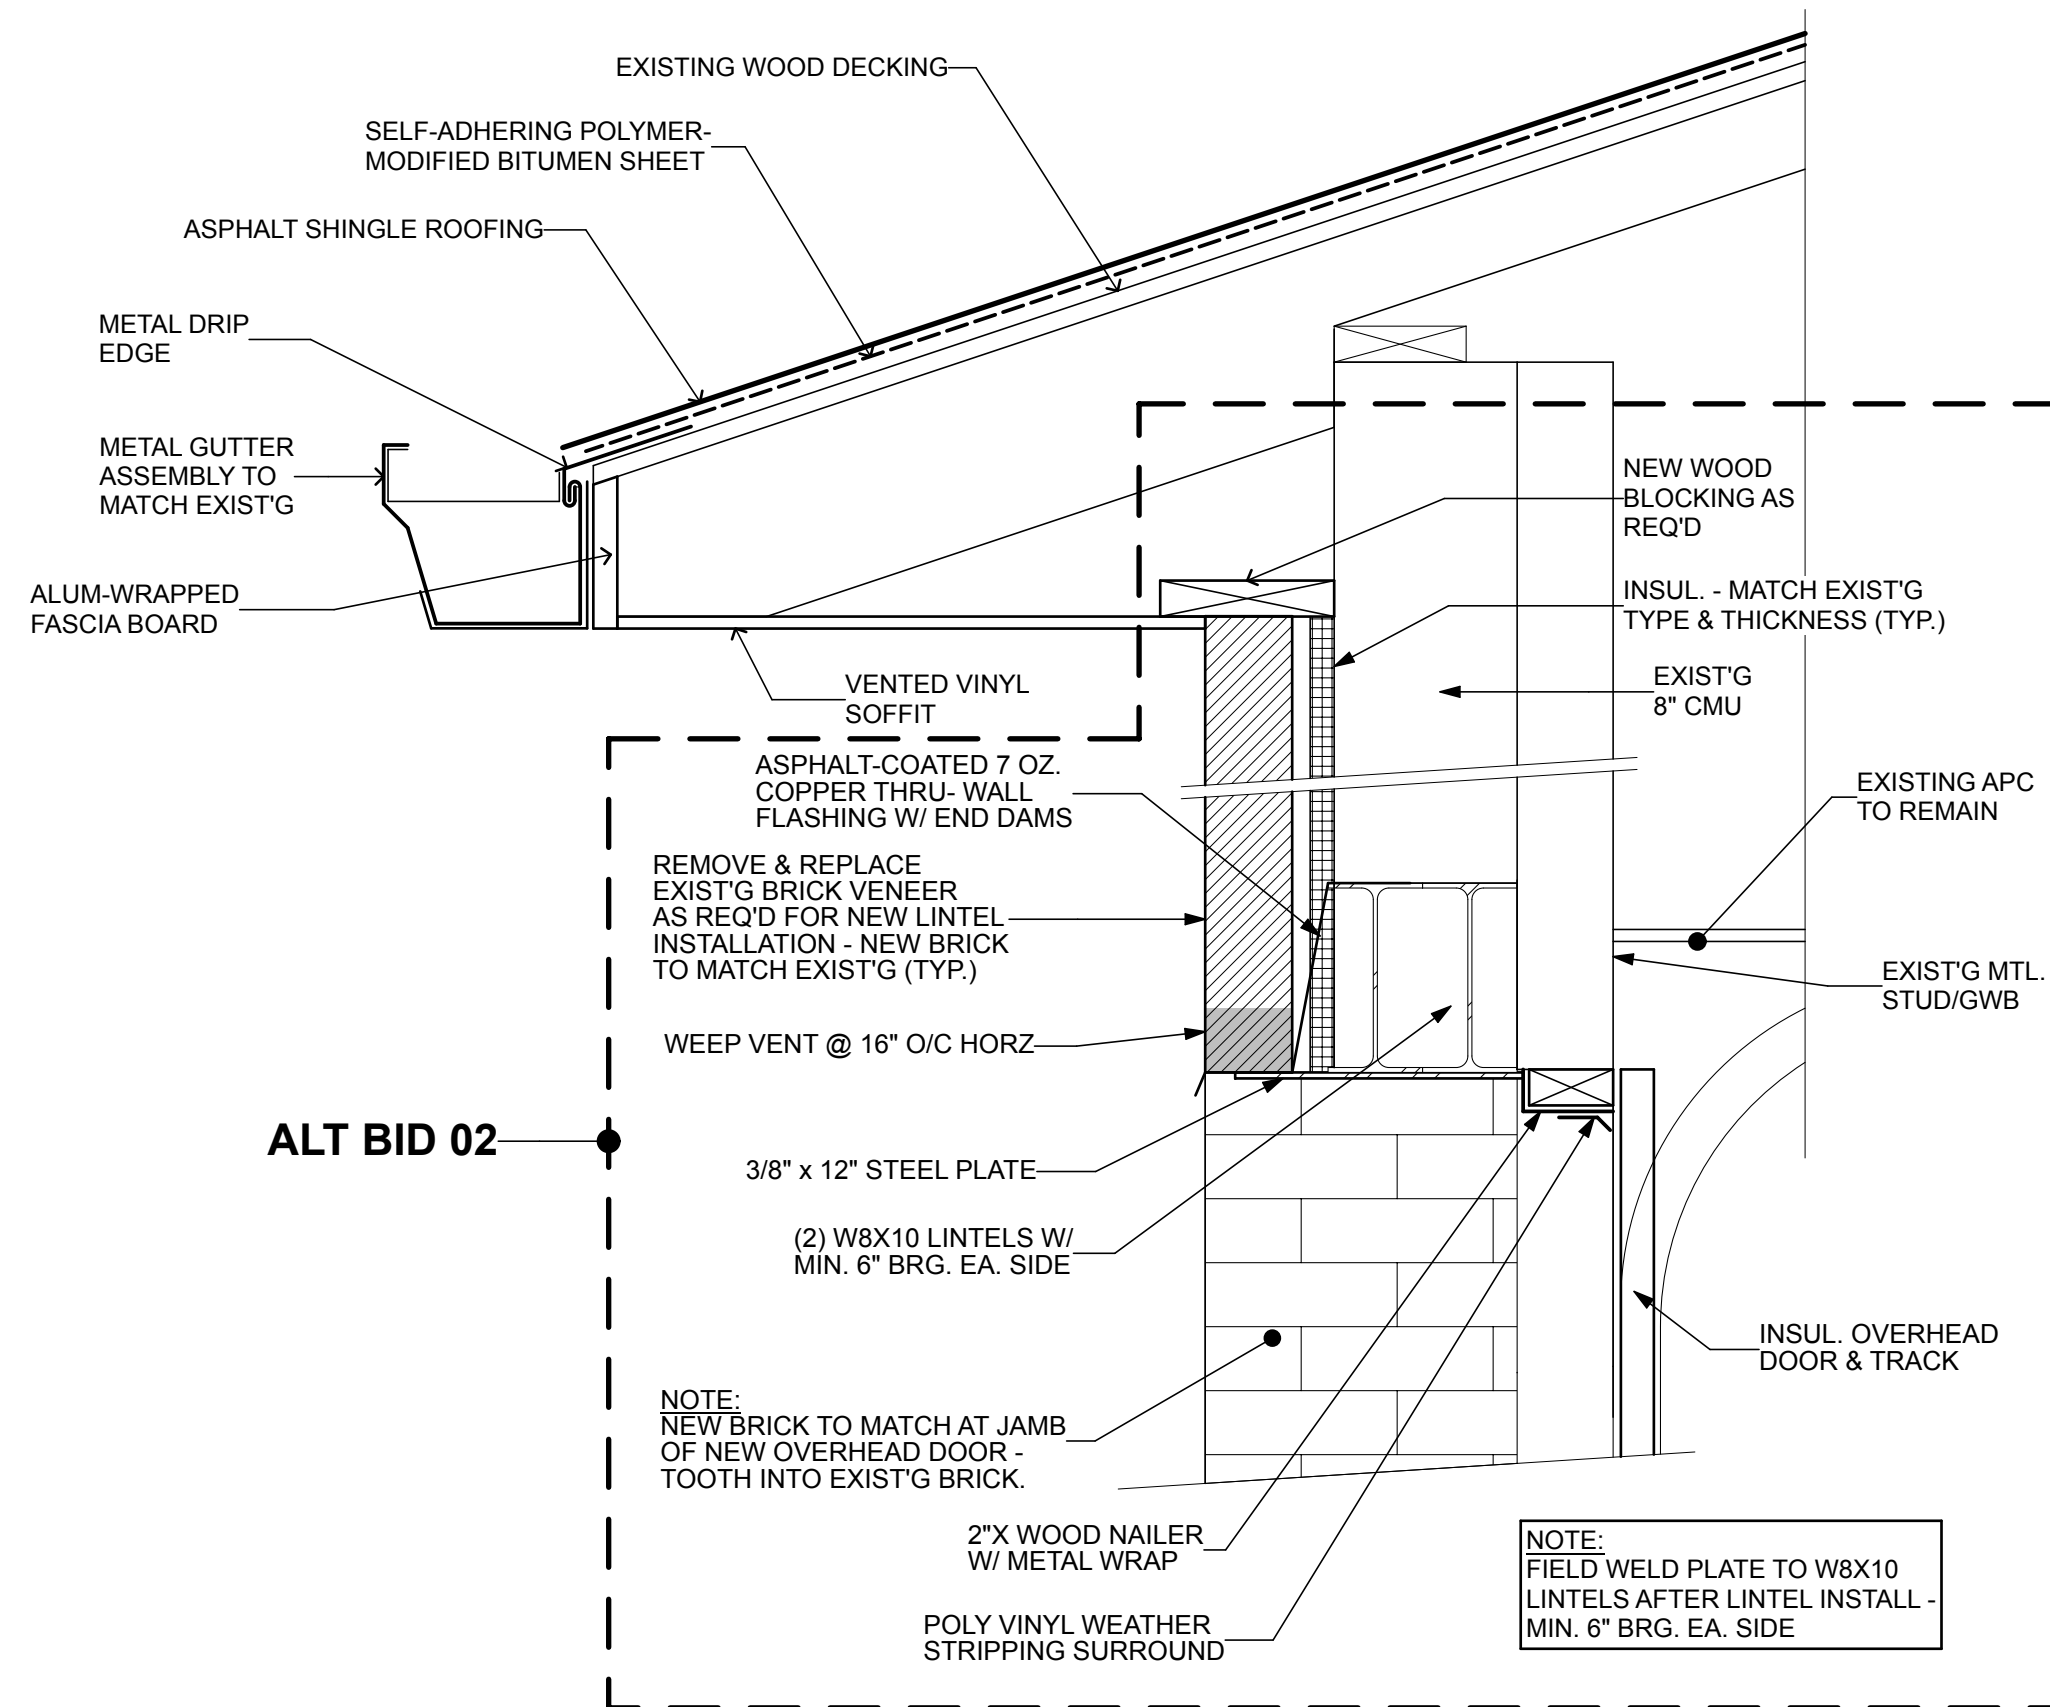 EXISTING WOOD DECKING
SELF-ADHERING POLYMER-
MODIFIED BITUMEN SHEET
ASPHALT SHINGLE ROOFING
METAL DRIP
EDGE
METAL GUTTER
ASSEMBLY TO
MATCH EXIST'G
ALUM-WRAPPED
FASCIA BOARD
VENTED VINYL
SOFFIT
NEW WOOD
BLOCKING AS
REQ'D
INSUL. - MATCH EXIST'G
TYPE & THICKNESS (TYP.)
EXIST'G
8" CMU
ASPHALT-COATED 7 OZ.
COPPER THRU- WALL
FLASHING W/ END DAMS
EXISTING APC
TO REMAIN
REMOVE & REPLACE
EXIST'G BRICK VENEER
AS REQ'D FOR NEW LINTEL
INSTALLATION - NEW BRICK
TO MATCH EXIST'G (TYP.)
EXIST'G MTL.
STUD/GWB
WEEP VENT @ 16" O/C HORZ
ALT BID 02
3/8" x 12" STEEL PLATE
(2) W8X10 LINTELS W/
MIN. 6" BRG. EA. SIDE
INSUL. OVERHEAD
DOOR & TRACK
NOTE:
NEW BRICK TO MATCH AT JAMB
OF NEW OVERHEAD DOOR -
TOOTH INTO EXIST'G BRICK.
2"X WOOD NAILER
W/ METAL WRAP
POLY VINYL WEATHER
STRIPPING SURROUND
NOTE:
FIELD WELD PLATE TO W8X10
LINTELS AFTER LINTEL INSTALL -
MIN. 6" BRG. EA. SIDE